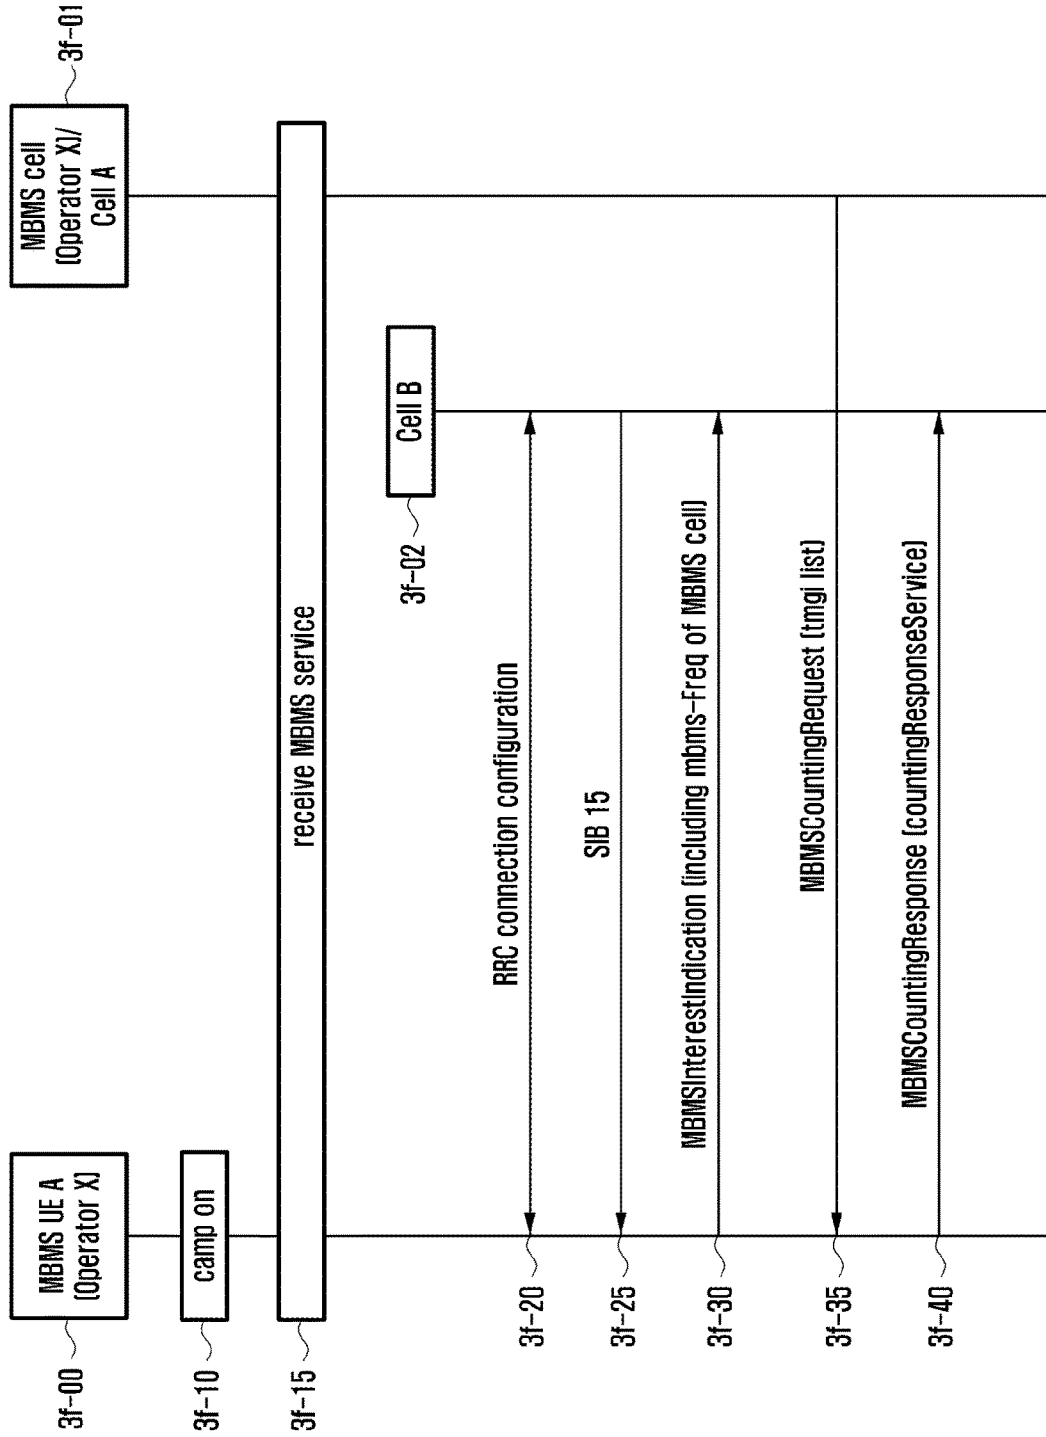 3f-00
MBMS UE A
(Operator X)
MBMS cell
(Operator X)/
Cell A
3f-01
3f-10
camp on
3f-15
receive MBMS service
3f-02
Cell B
3f-20
RRC connection configuration
3f-25
SIB 15
3f-30
MBMSInterestIndication (including mbms-Freq of MBMS cell)
3f-35
MBMSCountingRequest (tmgi list)
3f-40
MBMSCountingResponse (countingResponseService)